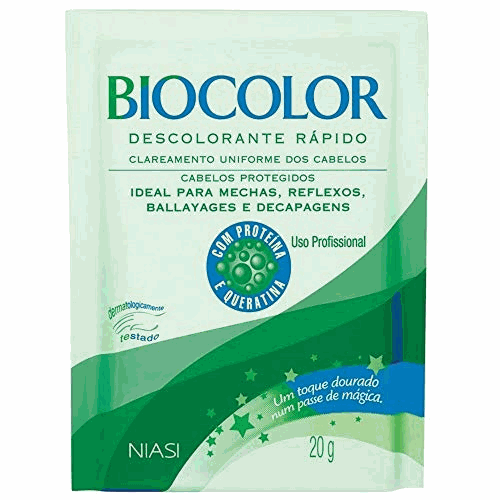 BIOCOLOR
DESCOLORANTE RÁPIDO
CLAREAMENTO UNIFORME DOS CABELOS
CABELOS PROTEGIDOS
IDEAL PARA MECHAS, REFLEXOS,
BALLAYAGES E DECAPAGENS
COM PROTEÍNA
E QUERATINA
Uso Profissional
dermatologicamente
testado
Um toque dourado
num passe de mágica.
NIASI
20 g